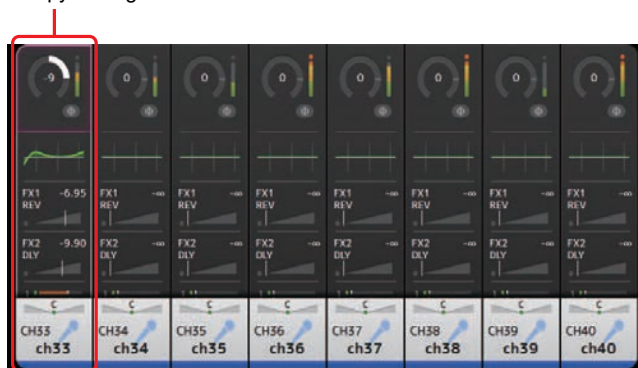 -9 0 0 0 0 0 0 0
FX1 -6.95 FX1 -∞ FX1 -∞ FX1 -∞ FX1 -∞ FX1 -∞ FX1 -∞ FX1 -∞
REV REV REV REV REV REV REV REV
FX2 -9.90 FX2 -∞ FX2 -∞ FX2 -∞ FX2 -∞ FX2 -∞ FX2 -∞ FX2 -∞
DLY DLY DLY DLY DLY DLY DLY DLY
C C C C C C C C
CH33 CH34 CH35 CH36 CH37 CH38 CH39 CH40
ch33 ch34 ch35 ch36 ch37 ch38 ch39 ch40